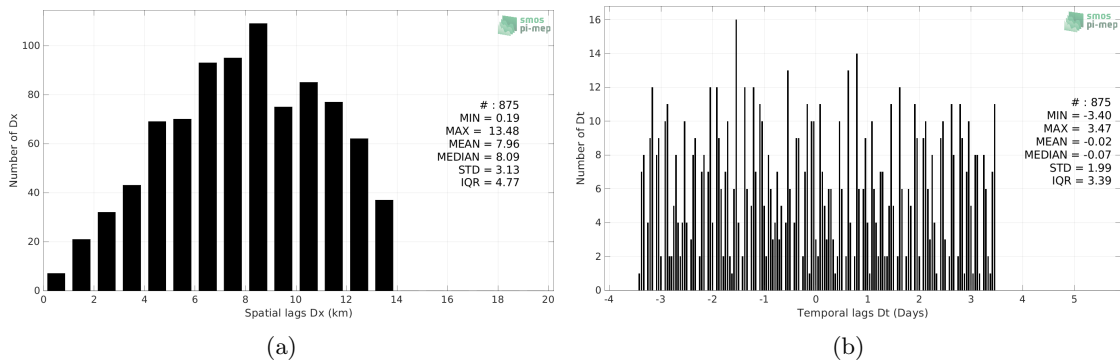 smos
pi-mep
100
80
60
40
20
0
Number of Dx
# : 875
MIN = 0.19
MAX = 13.48
MEAN = 7.96
MEDIAN = 8.09
STD = 3.13
IQR = 4.77
0 2 4 6 8 10 12 14 16 18 20
Spatial lags Dx (km)
(a)
smos
pi-mep
16
14
12
10
8
6
4
2
0
Number of Dt
# : 875
MIN = -3.40
MAX = 3.47
MEAN = -0.02
MEDIAN = -0.07
STD = 1.99
IQR = 3.39
-4 -3 -2 -1 0 1 2 3 4 5
Temporal lags Dt (Days)
(b)